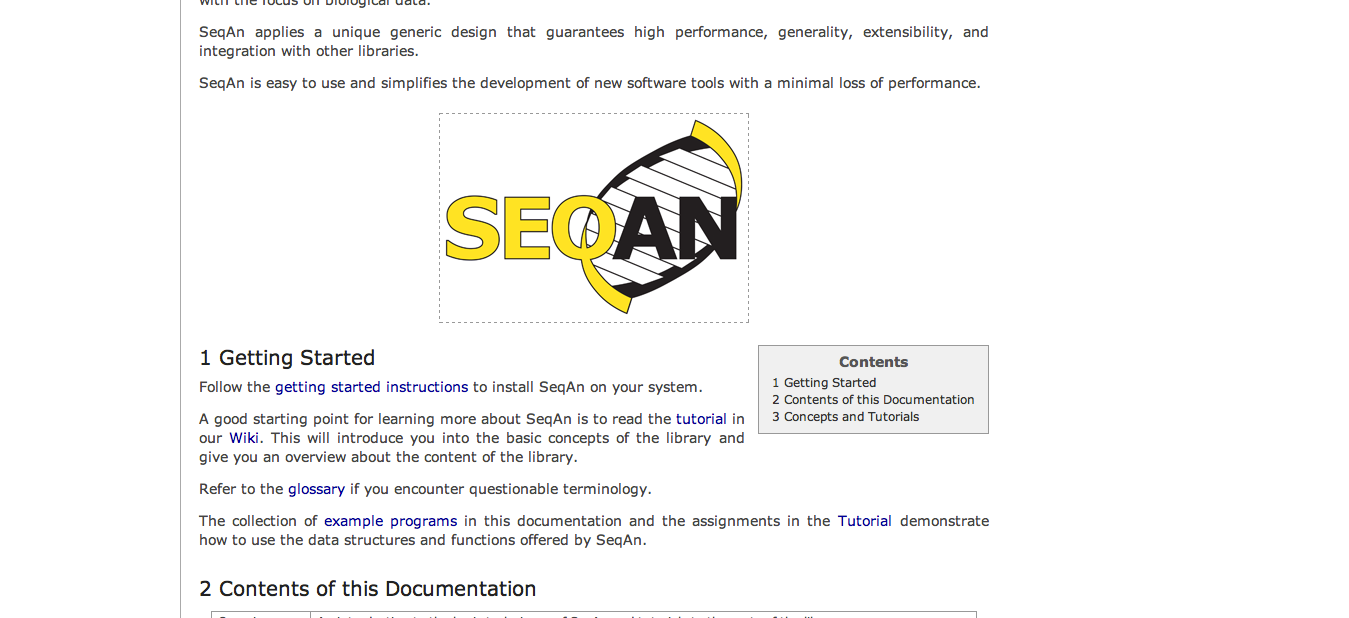 with the focus on biological data.
SeqAn applies a unique generic design that guarantees high performance, generality, extensibility, and
integration with other libraries.
SeqAn is easy to use and simplifies the development of new software tools with a minimal loss of performance.
SEQAN
1 Getting Started
Follow the getting started instructions to install SeqAn on your system.
A good starting point for learning more about SeqAn is to read the tutorial in
our Wiki. This will introduce you into the basic concepts of the library and
give you an overview about the content of the library.
Contents
1 Getting Started
2 Contents of this Documentation
3 Concepts and Tutorials
Refer to the glossary if you encounter questionable terminology.
The collection of example programs in this documentation and the assignments in the Tutorial demonstrate
how to use the data structures and functions offered by SeqAn.
2 Contents of this Documentation